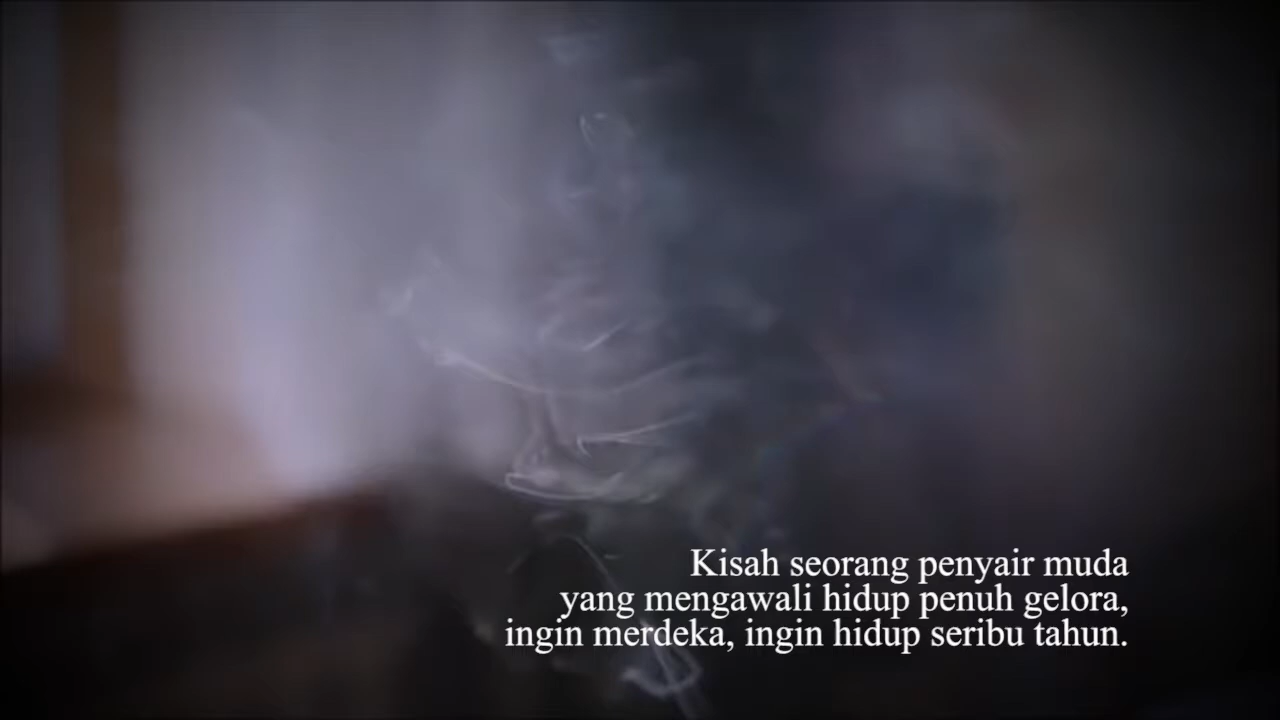 Kisah seorang penyair muda
yang mengawali hidup penuh gelora,
ingin merdeka, ingin hidup seribu tahun.